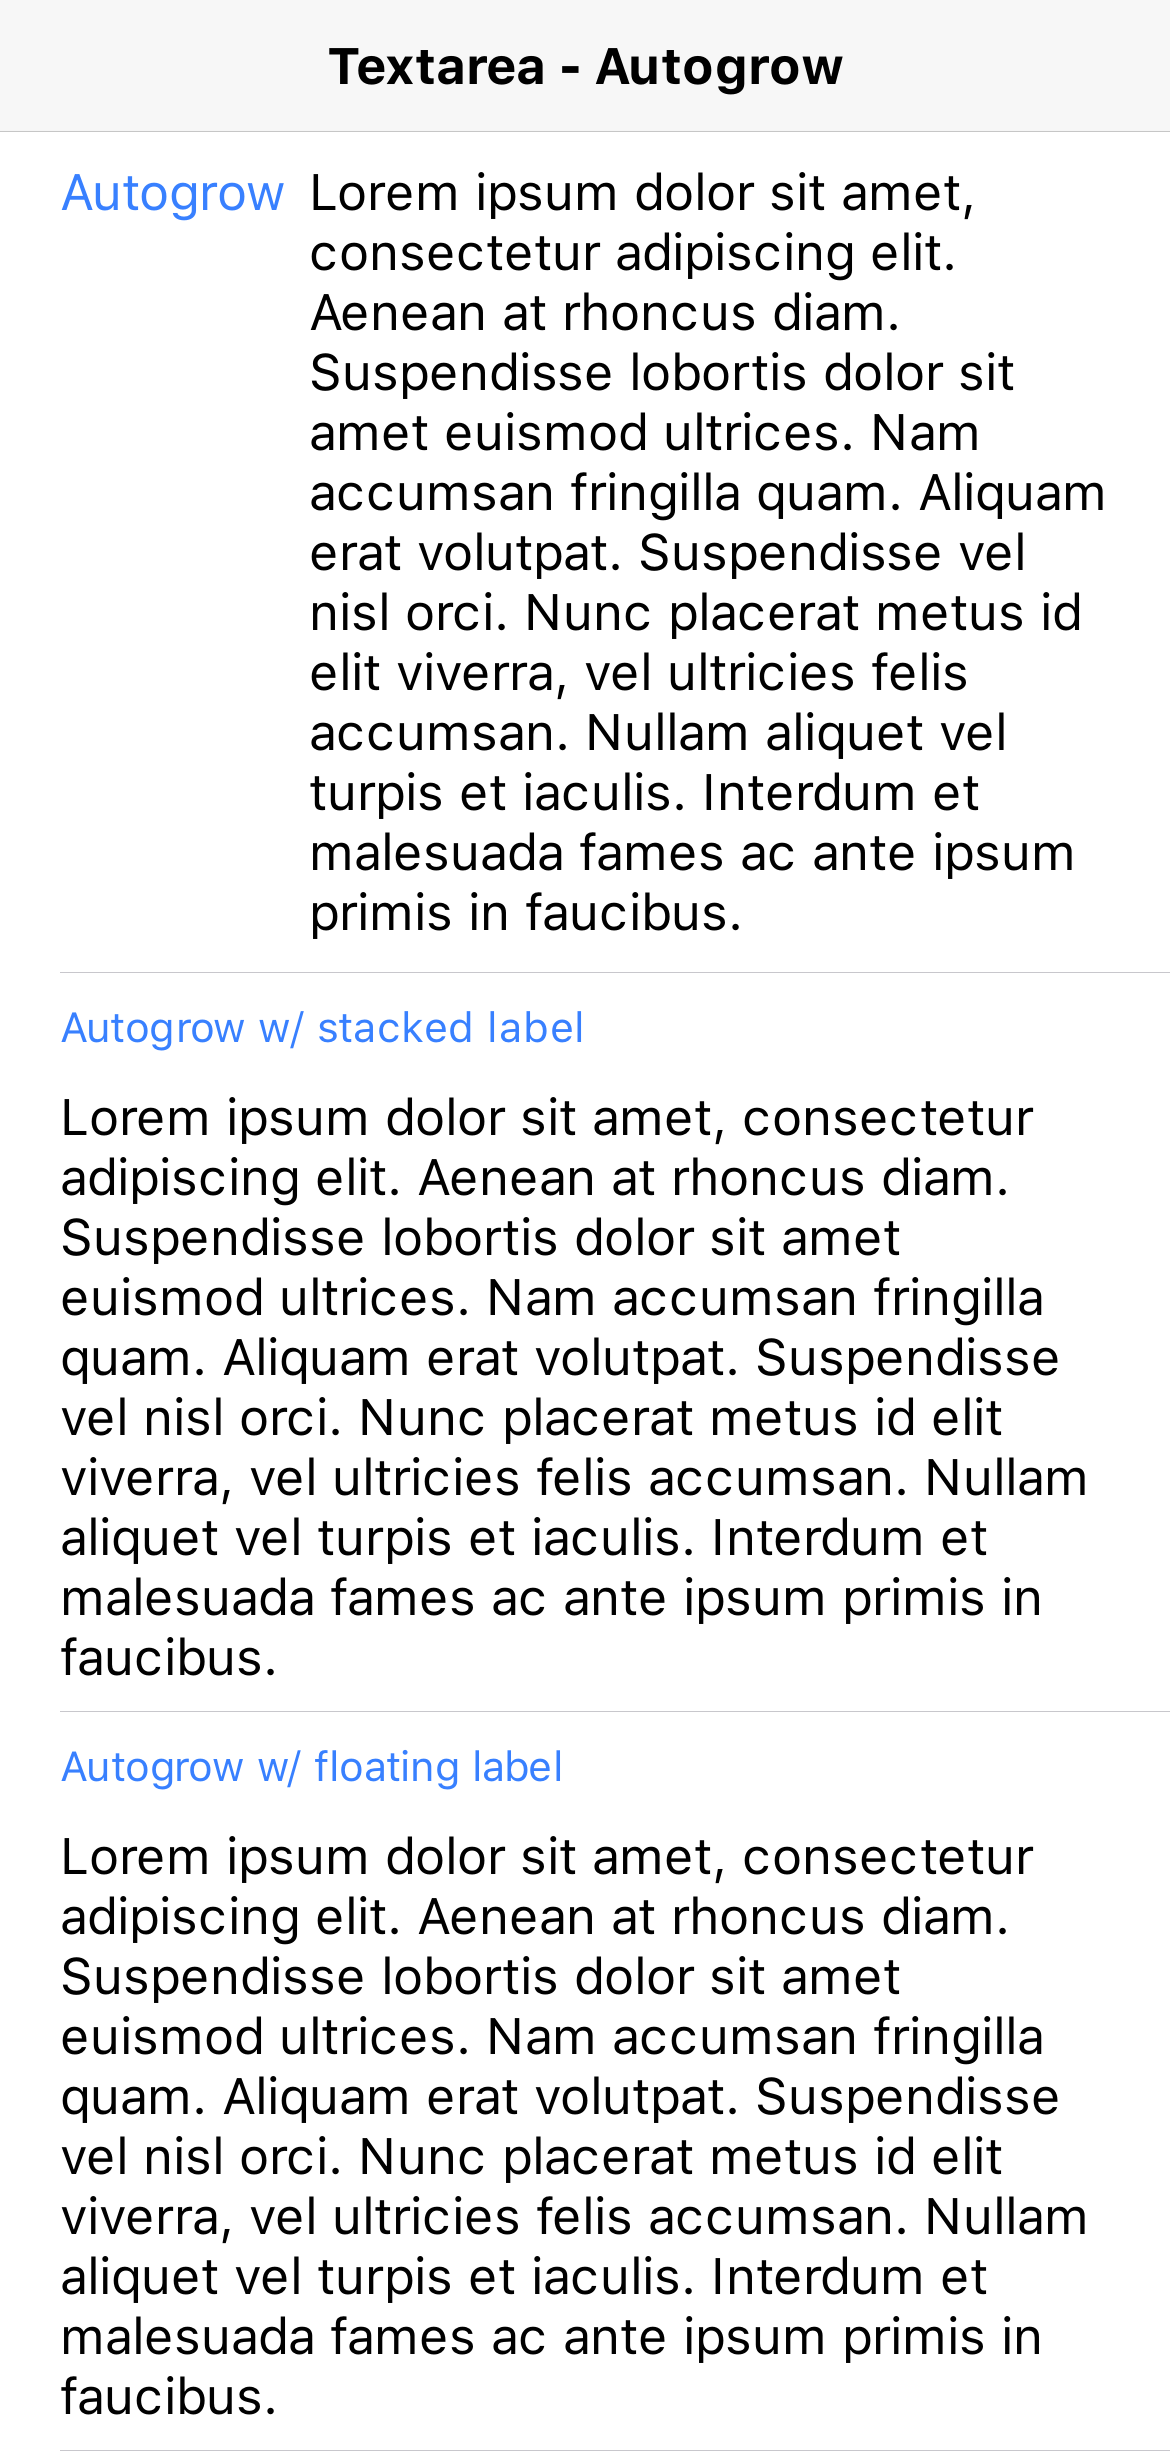 Textarea - Autogrow
Autogrow Lorem ipsum dolor sit amet,
consectetur adipiscing elit.
Aenean at rhoncus diam.
Suspendisse lobortis dolor sit
amet euismod ultrices. Nam
accumsan fringilla quam. Aliquam
erat volutpat. Suspendisse vel
nisl orci. Nunc placerat metus id
elit viverra, vel ultricies felis
accumsan. Nullam aliquet vel
turpis et iaculis. Interdum et
malesuada fames ac ante ipsum
primis in faucibus.
Autogrow w/ stacked label
Lorem ipsum dolor sit amet, consectetur
adipiscing elit. Aenean at rhoncus diam.
Suspendisse lobortis dolor sit amet
euismod ultrices. Nam accumsan fringilla
quam. Aliquam erat volutpat. Suspendisse
vel nisl orci. Nunc placerat metus id elit
viverra, vel ultricies felis accumsan. Nullam
aliquet vel turpis et iaculis. Interdum et
malesuada fames ac ante ipsum primis in
faucibus.
Autogrow w/ floating label
Lorem ipsum dolor sit amet, consectetur
adipiscing elit. Aenean at rhoncus diam.
Suspendisse lobortis dolor sit amet
euismod ultrices. Nam accumsan fringilla
quam. Aliquam erat volutpat. Suspendisse
vel nisl orci. Nunc placerat metus id elit
viverra, vel ultricies felis accumsan. Nullam
aliquet vel turpis et iaculis. Interdum et
malesuada fames ac ante ipsum primis in
faucibus.